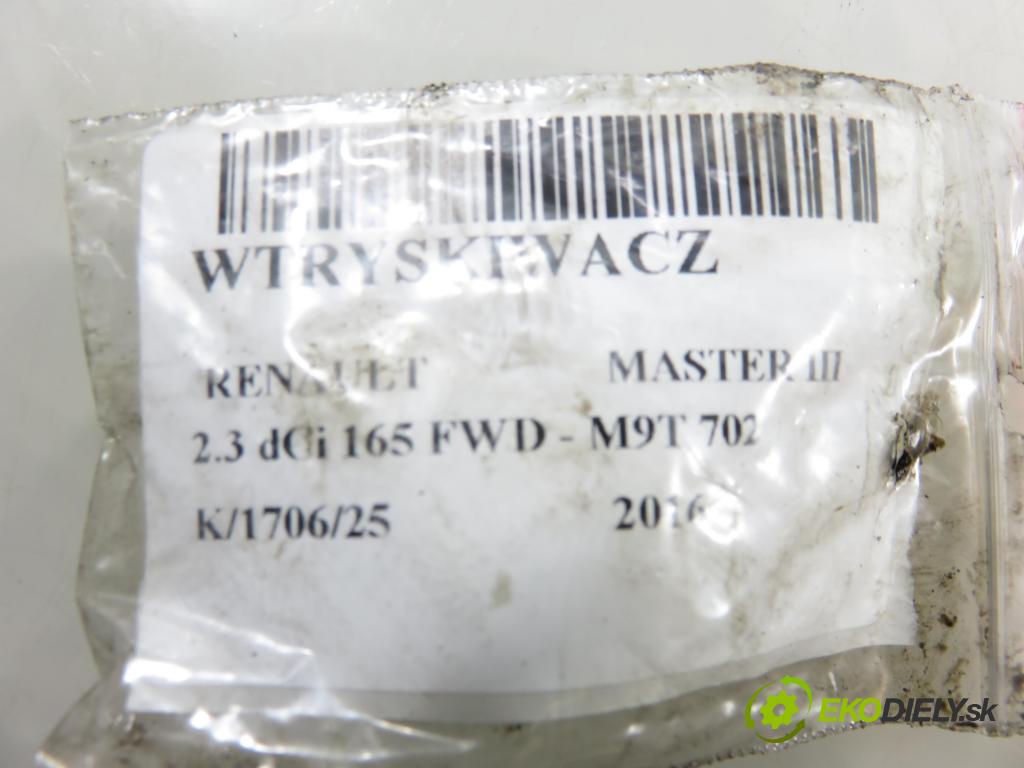 WTRYSKIWACZ
RENAULT MASTER III
2.3 dCi 165 FWD - M9T 702
K/1706/25 2016
EKODIELY.sk